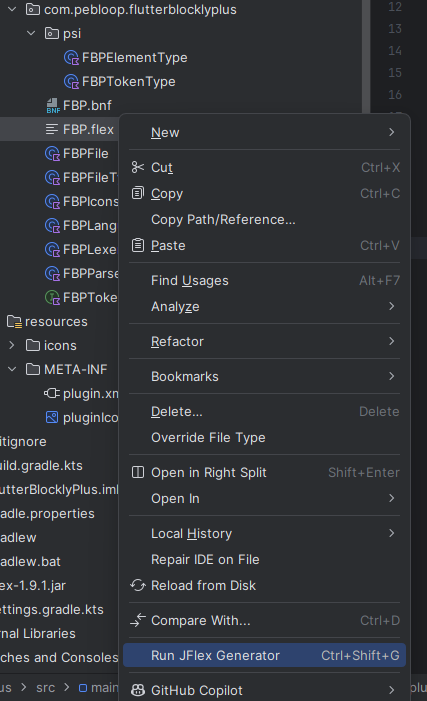 com.pebloop.flutterblocklyplus
12
13
psi
14
FBPElementType
15
FBPTokenType
16
FBP.bnf
FBP.flex
New
FBPFile
Cut Ctrl+X
FBPFileT
Copy Ctrl+C
FBPIcons
Copy Path/Reference...
FBPLang
Paste Ctrl+V
FBPLexe
Find Usages Alt+F7
FBPParse
Analyze
FBPToke
resources
Refactor
icons
META-INF
Bookmarks
plugin.xm
Delete... Delete
pluginIco
Override File Type
itignore
uild.gradle.kts
Open in Right Split Shift+Enter
utterBlocklyPlus.iml
Open In
adle.properties
Local History
adlew
Repair IDE on File
adlew.bat
Reload from Disk
ex-1.9.1.jar
ettings.gradle.kts
Compare With... Ctrl+D
rnal Libraries
Run JFlex Generator Ctrl+Shift+G
tches and Consoles
us › src › main
GitHub Copilot
plu